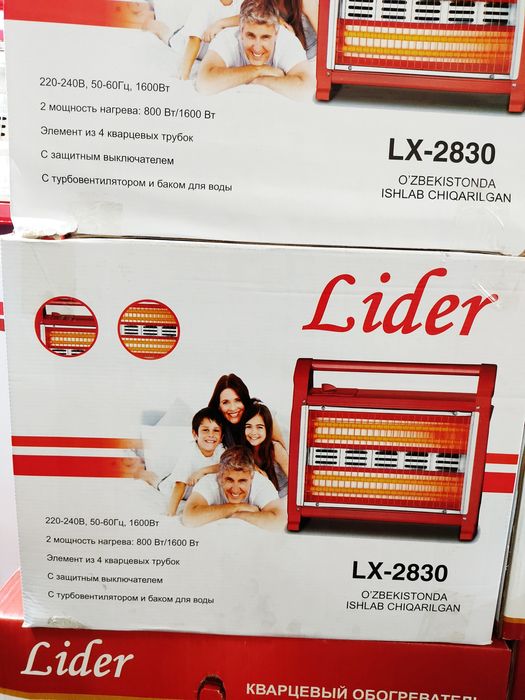 220-240В, 50-60Гц, 1600Вт
2 мощность нагрева: 800 Вт/1600 Вт
Элемент из 4 кварцевых трубок
С защитным выключателем
С турбовентилятором и баком для воды
LX-2830
O'ZBEKISTONDA
ISHLAB CHIQARILGAN
Lider
220-240В, 50-60Гц, 1600Вт
2 мощность нагрева: 800 Вт/1600 Вт
Элемент из 4 кварцевых трубок
С защитным выключателем
С турбовентилятором и баком для воды
LX-2830
O'ZBEKISTONDA
ISHLAB CHIQARILGAN
Lider
КВАРЦЕВЫЙ ОБОГРЕВАТЕЛЬ